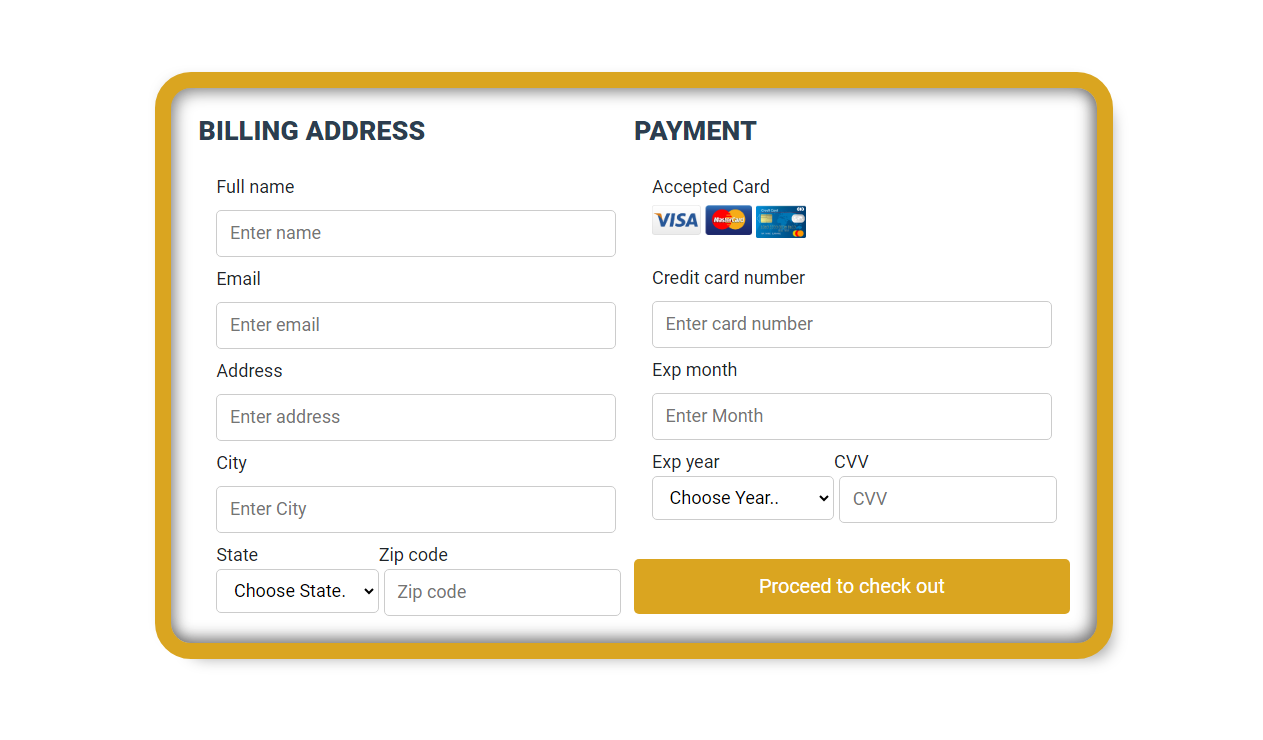 BILLING ADDRESS
Full name
Enter name
Email
Enter email
Address
Enter address
City
Enter City
State Zip code
Choose State. Zip code
PAYMENT
Accepted Card
VISA MasterCard Credit Card
Credit card number
Enter card number
Exp month
Enter Month
Exp year CVV
Choose Year.. CVV
Proceed to check out